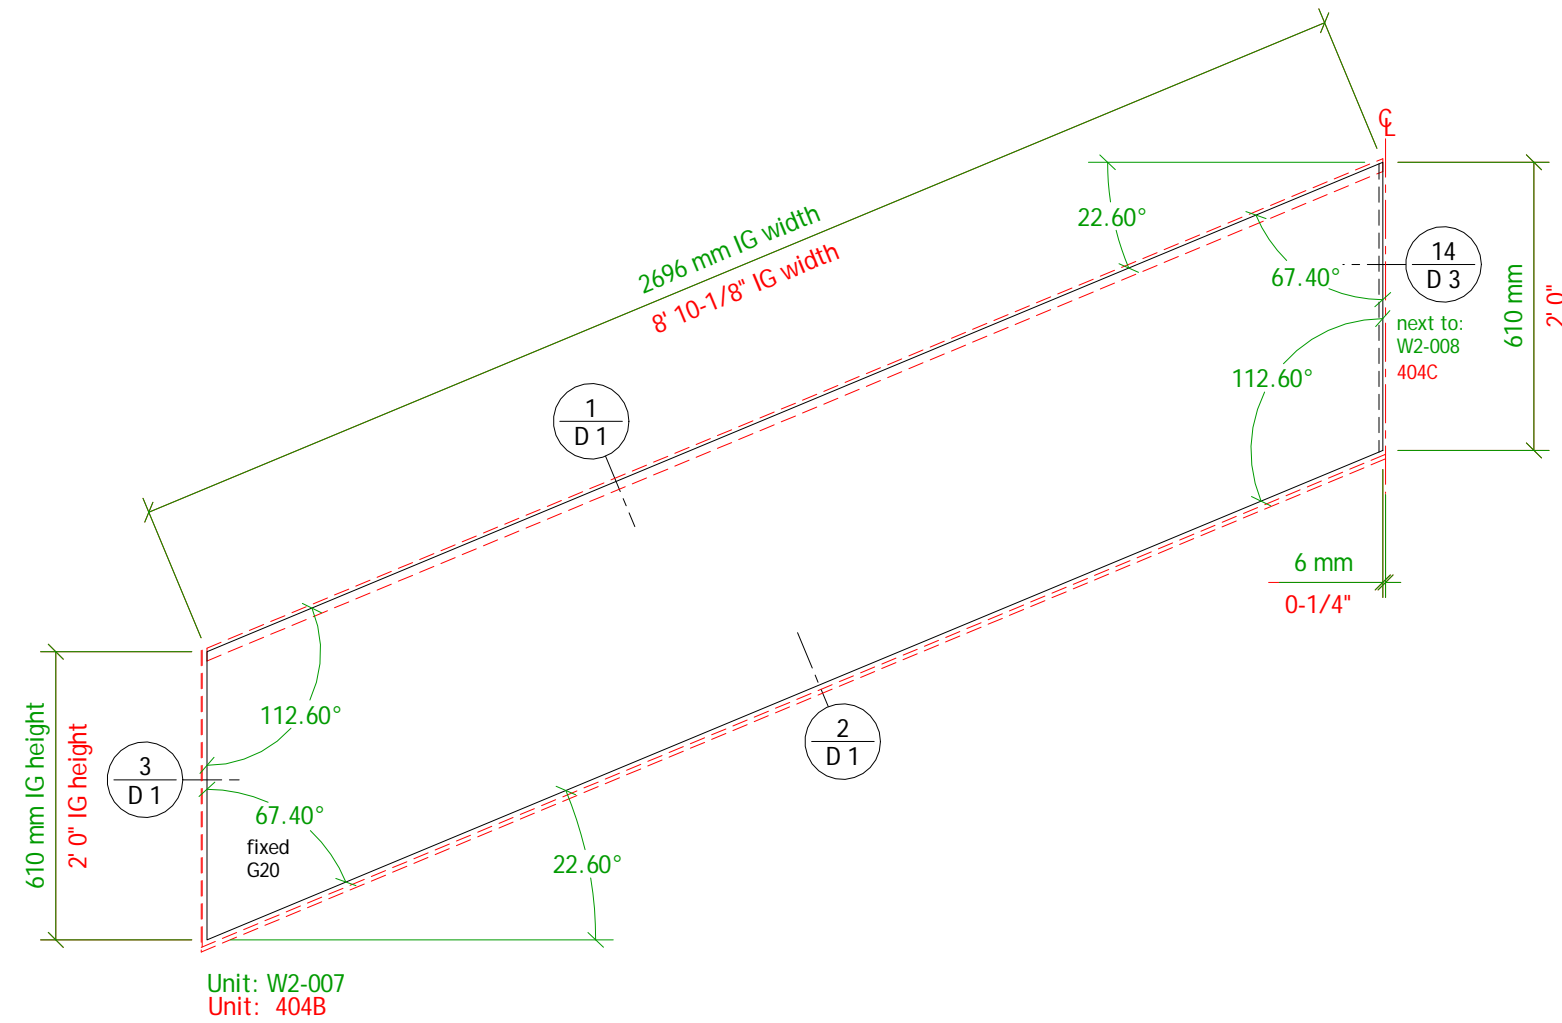 ℄
2696 mm IG width
8' 10-1/8" IG width
22.60°
67.40°
14
D 3
610 mm
2' 0"
next to:
W2-008
404C
112.60°
1
D 1
6 mm
0-1/4"
112.60°
610 mm IG height
2' 0" IG height
3
D 1
2
D 1
67.40°
fixed
G20
22.60°
Unit: W2-007
Unit: 404B